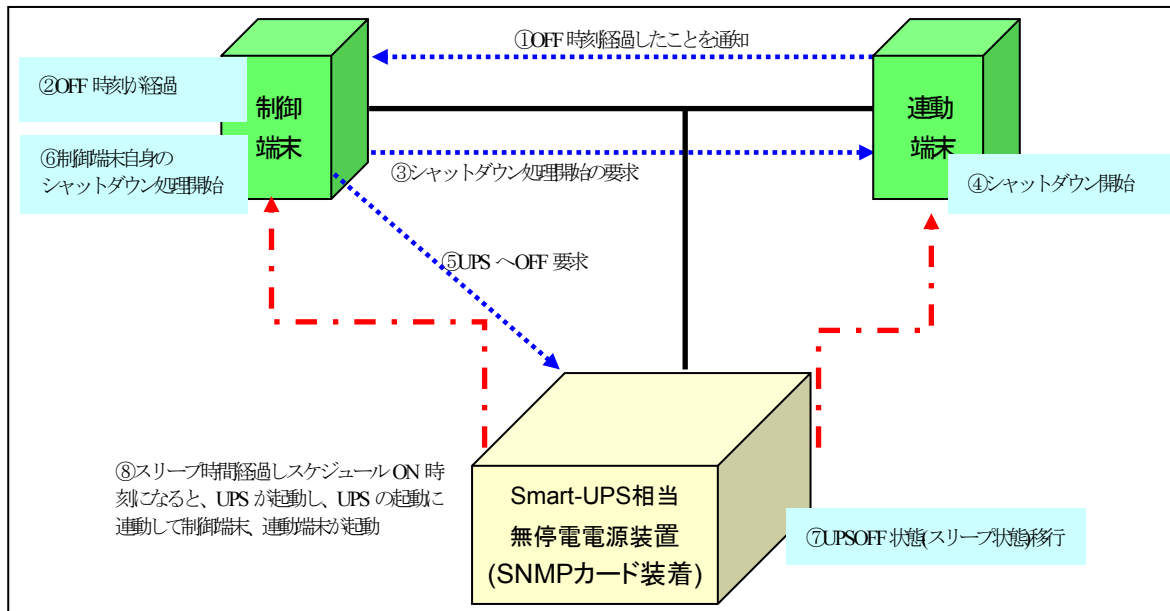 ①OFF 時刻経過したことを通知
②OFF 時刻が経過
制御
端末
連動
端末
⑥制御端末自身の
シャットダウン処理開始
③シャットダウン処理開始の要求
④シャットダウン開始
⑤UPS へOFF 要求
⑧スリープ時間経過しスケジュール ON 時
刻になると、UPS が起動し、UPS の起動に
連動して制御端末、連動端末が起動
Smart-UPS相当
無停電電源装置
(SNMPカード装着)
⑦UPSOFF 状態(スリープ状態)移行